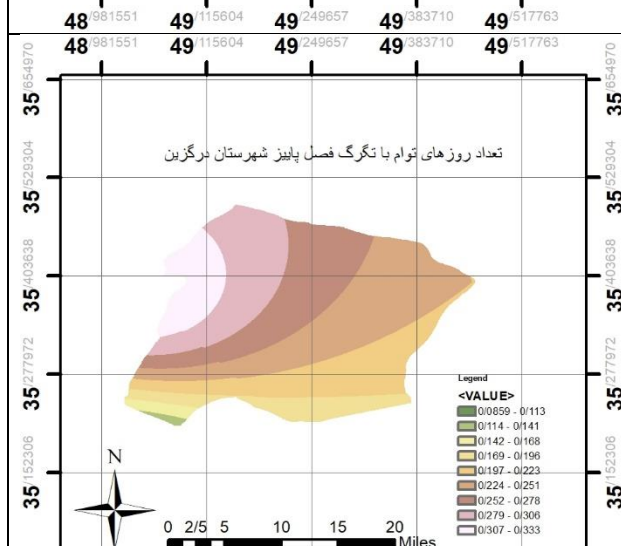 48/981551 49/115604 49/249657 49/383710 49/517763
48/981551 49/115604 49/249657 49/383710 49/517763
35/654970 35/654970
تعداد روزهای توام با تگرگ فصل پاییز شهرستان درگزین
35/529304 35/529304
35/403638 35/403638
35/277972 35/277972
Legend
<VALUE>
0/0859 - 0/113
0/114 - 0/141
0/142 - 0/168
0/169 - 0/196
0/197 - 0/223
0/224 - 0/251
0/252 - 0/278
0/279 - 0/306
0/307 - 0/333
35/152306 35/152306
N
0 2/5 5 10 15 20
Miles